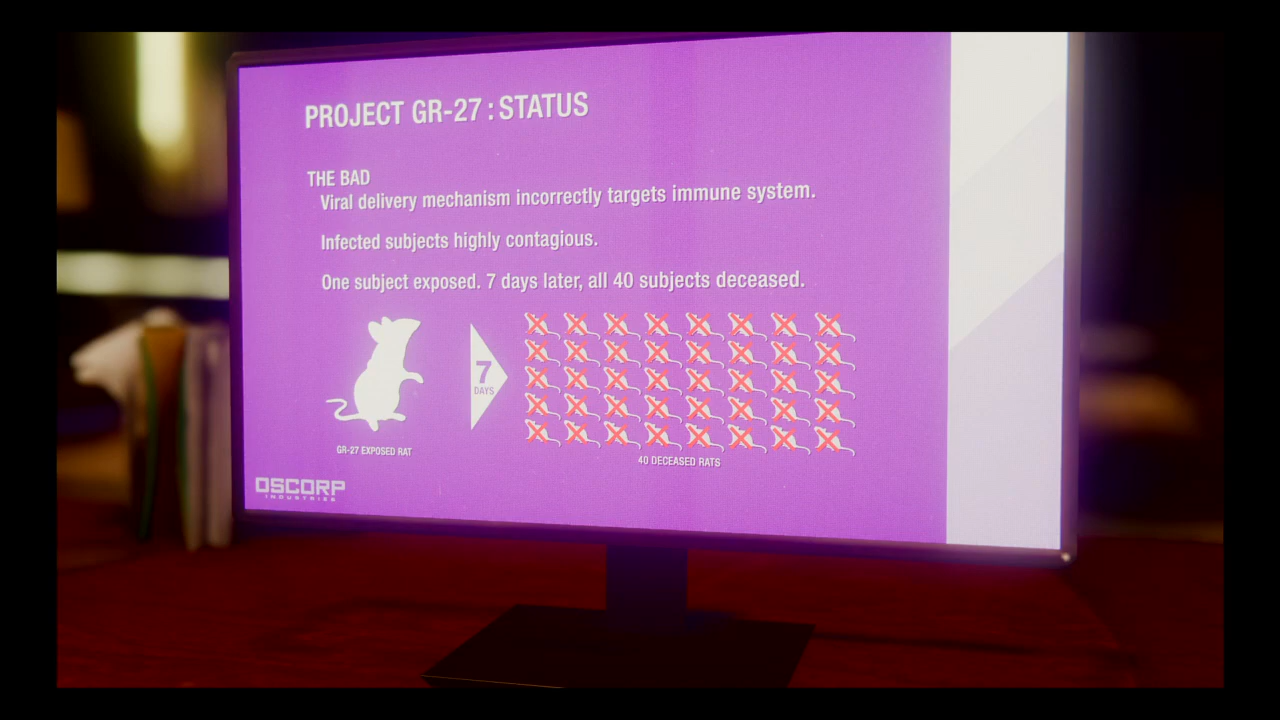 PROJECT GR-27 : STATUS
THE BAD
Viral delivery mechanism incorrectly targets immune system.
Infected subjects highly contagious.
One subject exposed. 7 days later, all 40 subjects deceased.
7
DAYS
GR-27 EXPOSED RAT
40 DECEASED RATS
OSCORP
INDUSTRIES